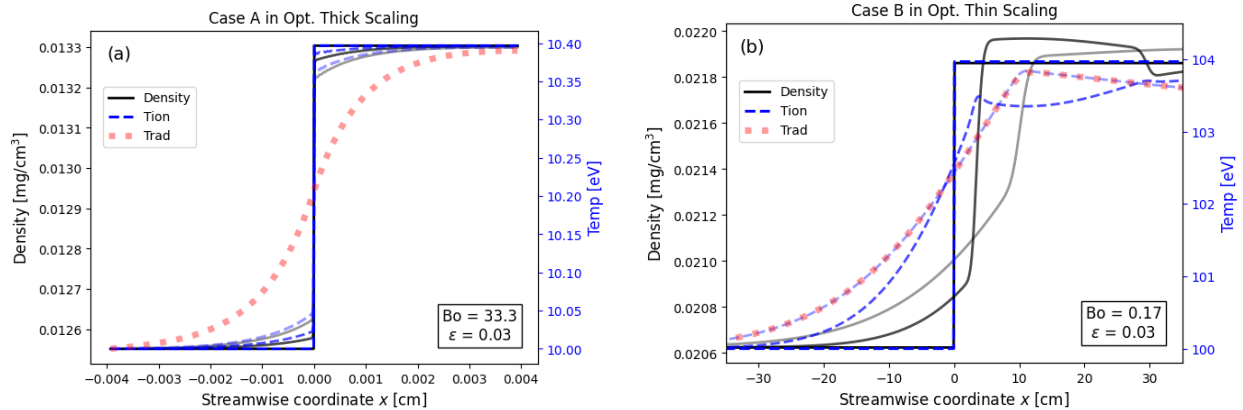 Case A in Opt. Thick Scaling
(a)
Density
Tion
Trad
Bo = 33.3
ε = 0.03
Density [mg/cm³]
0.0133
0.0132
0.0131
0.0130
0.0129
0.0128
0.0127
0.0126
10.40
10.35
10.30
10.25
10.20
10.15
10.10
10.05
10.00
Temp [eV]
−0.004 −0.003 −0.002 −0.001 0.000 0.001 0.002 0.003 0.004
Streamwise coordinate x [cm]
Case B in Opt. Thin Scaling
(b)
Density
Tion
Trad
Bo = 0.17
ε = 0.03
Density [mg/cm³]
0.0220
0.0218
0.0216
0.0214
0.0212
0.0210
0.0208
0.0206
104
103
102
101
100
Temp [eV]
−30 −20 −10 0 10 20 30
Streamwise coordinate x [cm]